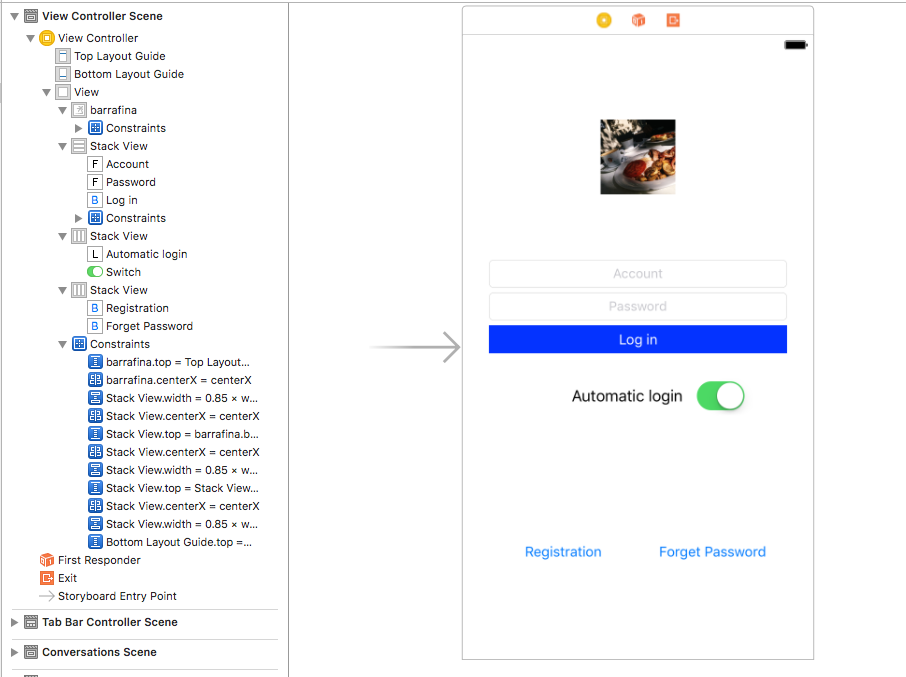 View Controller Scene
View Controller
Top Layout Guide
Bottom Layout Guide
View
barrafina
Constraints
Stack View
F Account
F Password
B Log in
Constraints
Stack View
L Automatic login
Switch
Stack View
B Registration
B Forget Password
Constraints
barrafina.top = Top Layout...
barrafina.centerX = centerX
Stack View.width = 0.85 × w...
Stack View.centerX = centerX
Stack View.top = barrafina.b...
Stack View.centerX = centerX
Stack View.width = 0.85 × w...
Stack View.top = Stack View...
Stack View.centerX = centerX
Stack View.width = 0.85 × w...
Bottom Layout Guide.top =...
First Responder
Exit
Storyboard Entry Point
Tab Bar Controller Scene
Conversations Scene
Account
Password
Log in
Automatic login
Registration Forget Password